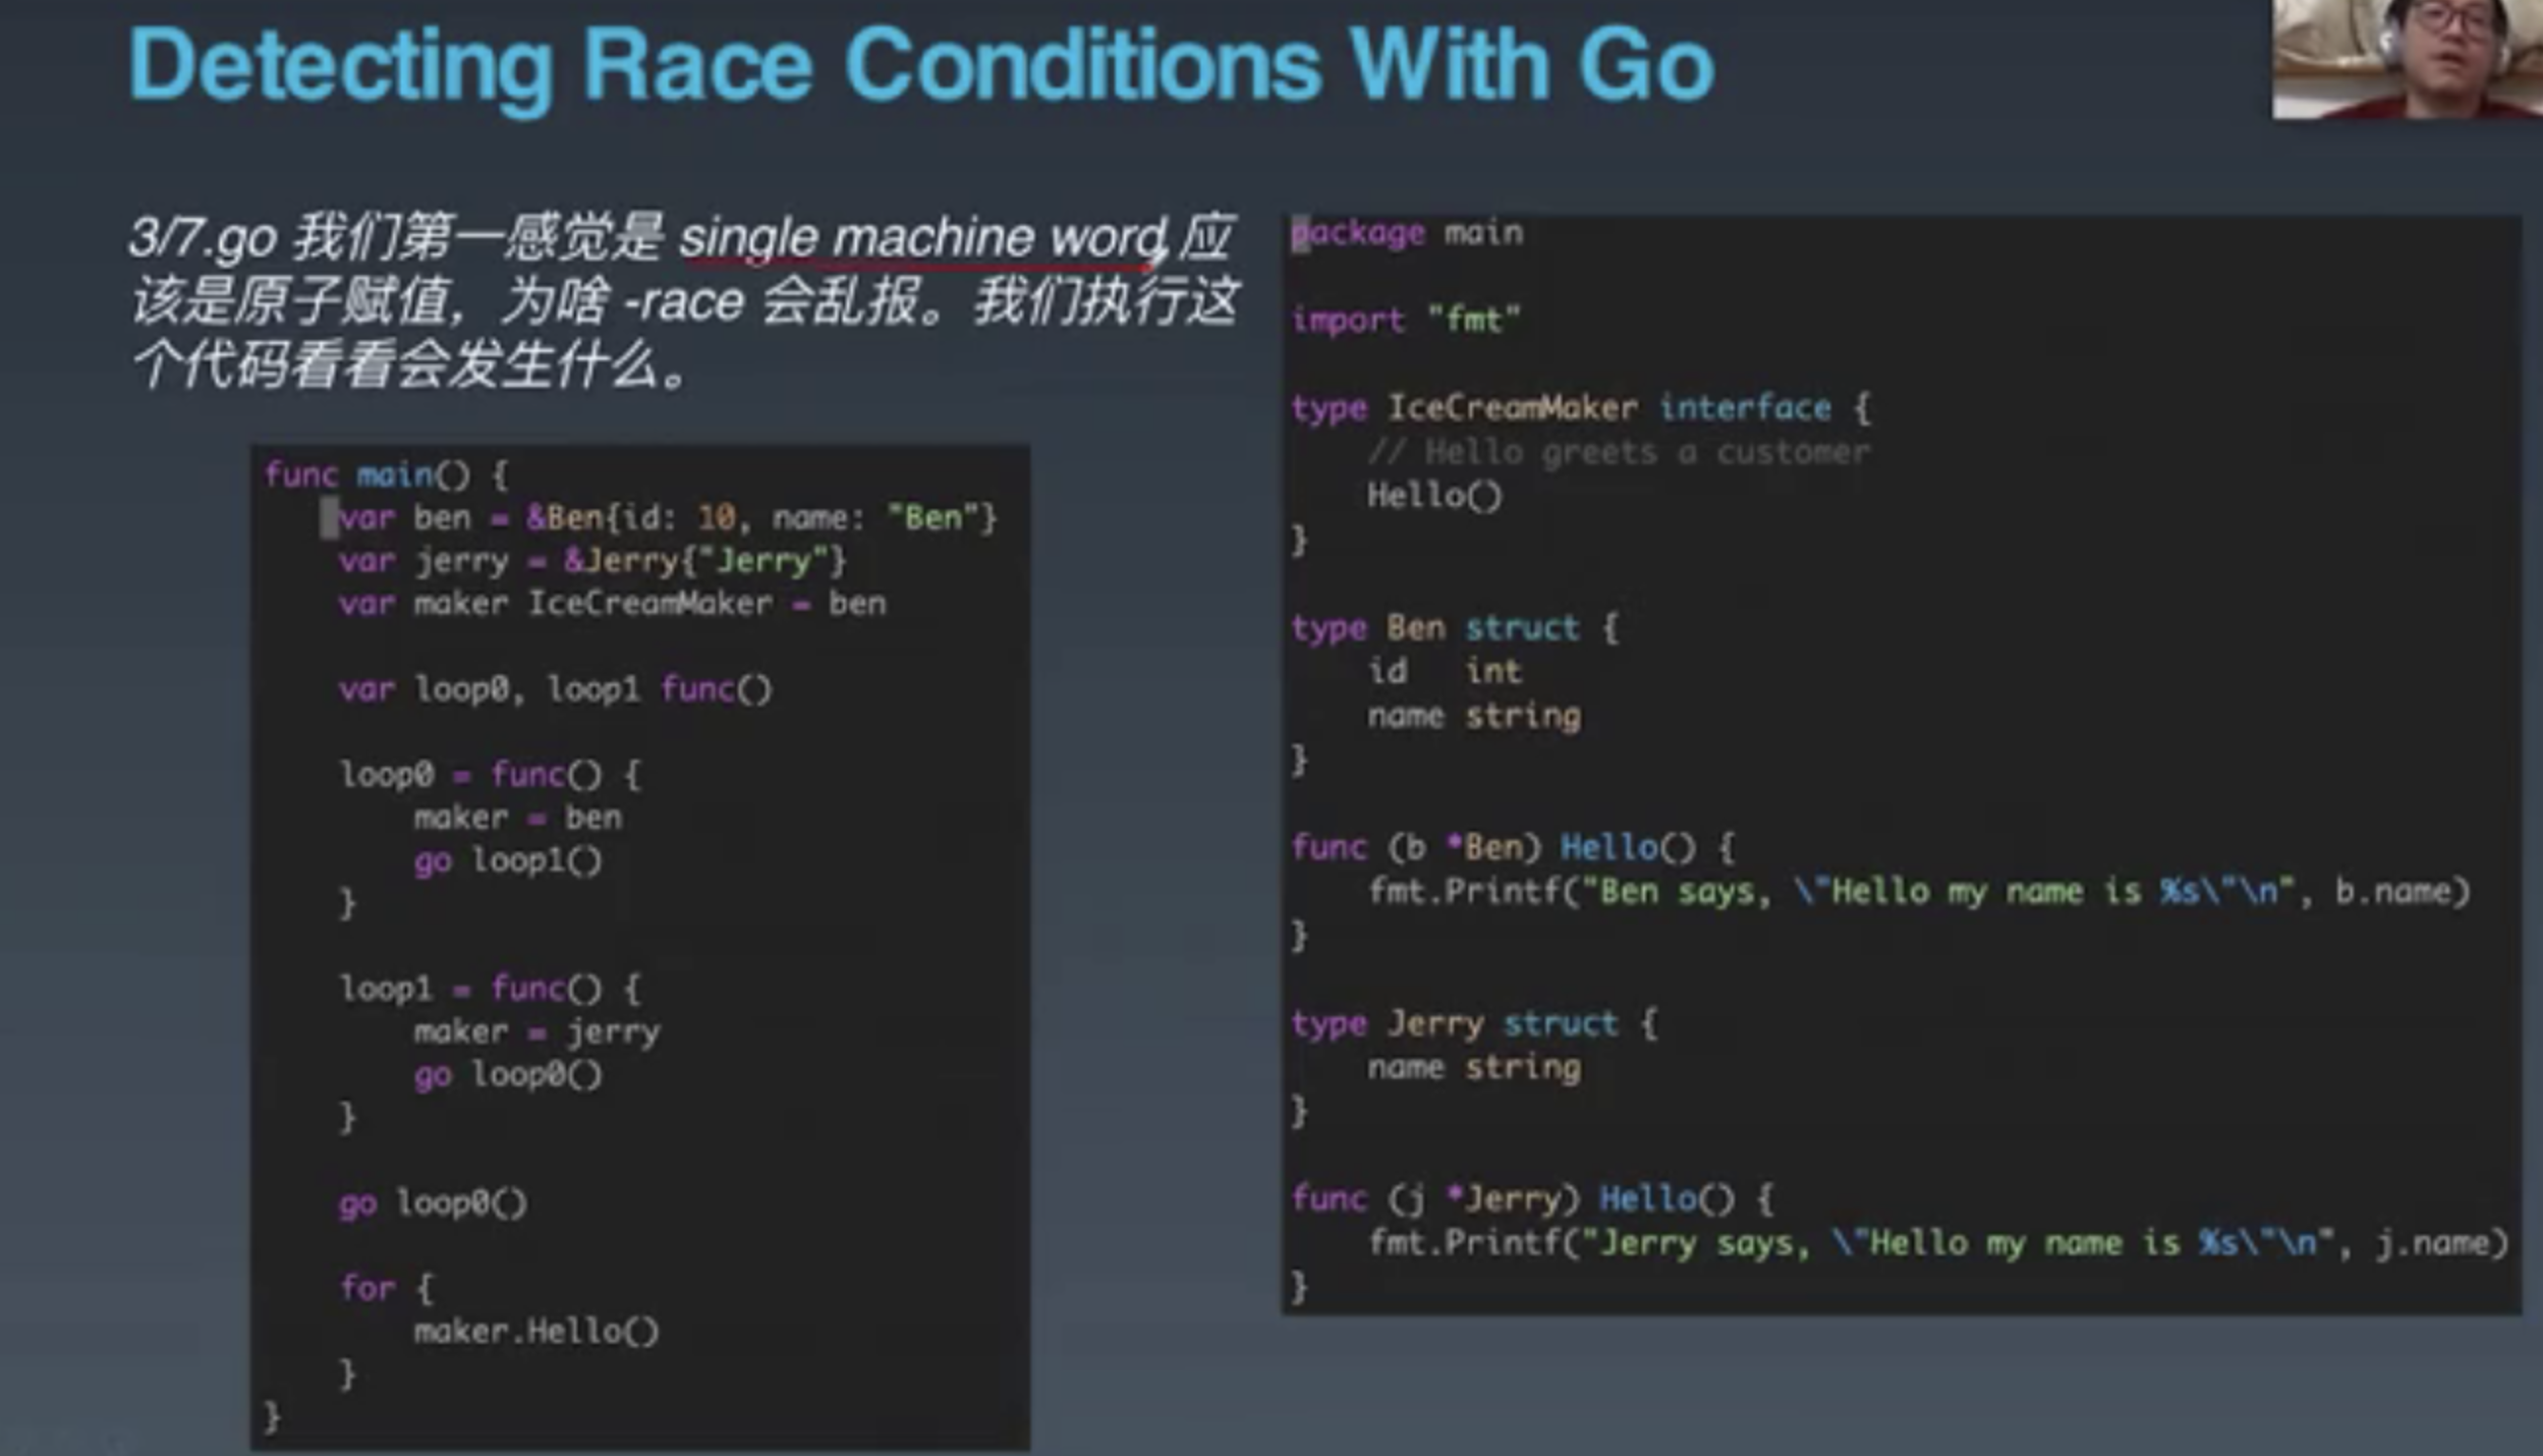 Detecting Race Conditions With Go
3/7.go 我们第一感觉是 single machine word, 应
该是原子赋值，为啥 -race 会乱报。我们执行这
个代码看看会发生什么。
func main() {
    var ben = &Ben{id: 10, name: "Ben"}
    var jerry = &Jerry{"Jerry"}
    var maker IceCreamMaker = ben
    var loop0, loop1 func()
    loop0 = func() {
        maker = ben
        go loop1()
    }
    loop1 = func() {
        maker = jerry
        go loop0()
    }
    go loop0()
    for {
        maker.Hello()
    }
}
package main
import "fmt"
type IceCreamMaker interface {
    // Hello greets a customer
    Hello()
}
type Ben struct {
    id   int
    name string
}
func (b *Ben) Hello() {
    fmt.Printf("Ben says, \"Hello my name is %s\"\n", b.name)
}
type Jerry struct {
    name string
}
func (j *Jerry) Hello() {
    fmt.Printf("Jerry says, \"Hello my name is %s\"\n", j.name)
}